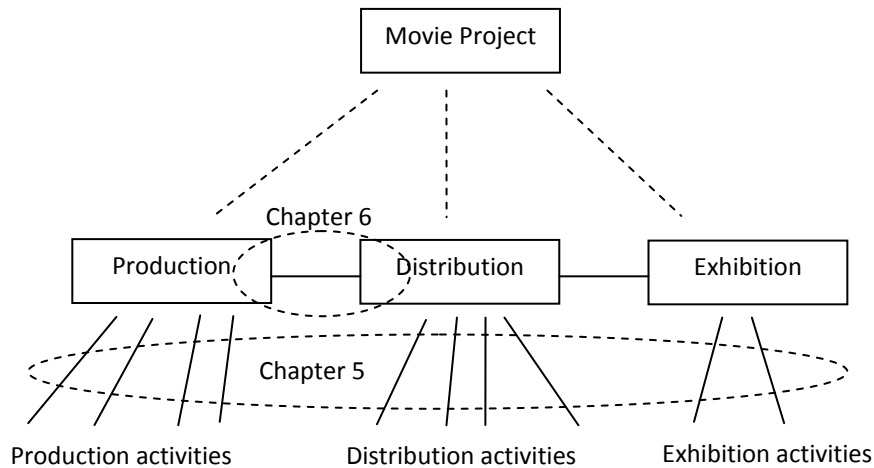 Movie Project
Chapter 6
Production
Distribution
Exhibition
Chapter 5
Production activities
Distribution activities
Exhibition activities